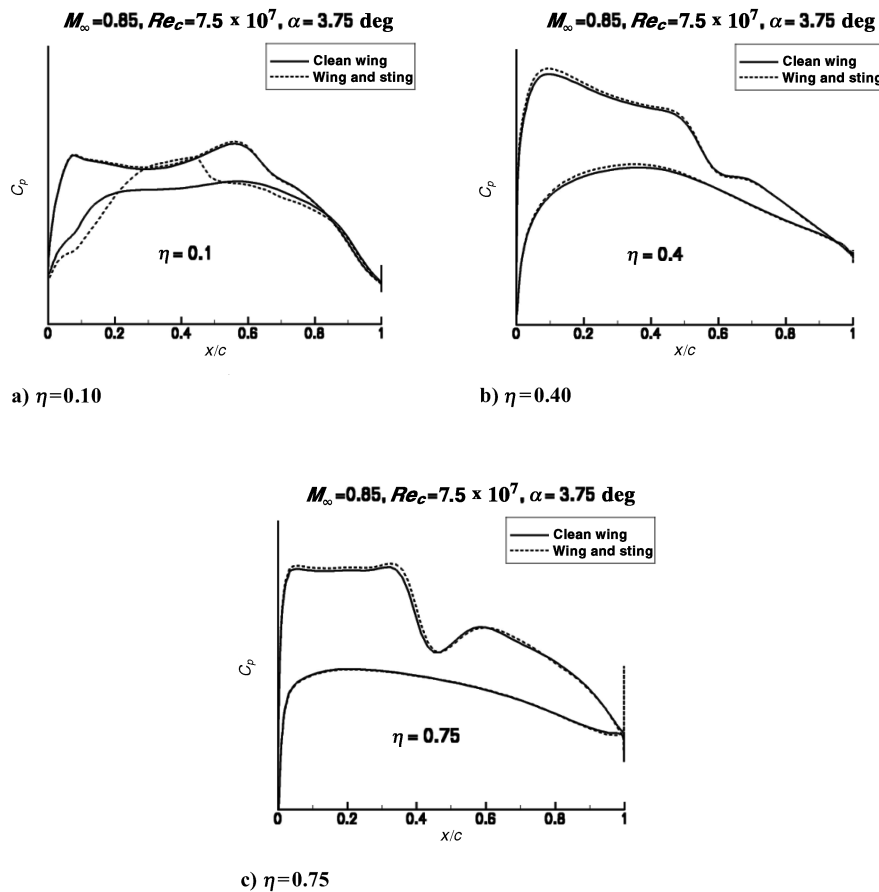 M∞=0.85, Rec=7.5 x 10⁷, α=3.75 deg
Clean wing
Wing and sting
Cp
η = 0.1
0 0.2 0.4 0.6 0.8 1
x/c
a) η=0.10
M∞=0.85, Rec=7.5 x 10⁷, α=3.75 deg
Clean wing
Wing and sting
Cp
η = 0.4
0 0.2 0.4 0.6 0.8 1
x/c
b) η=0.40
M∞=0.85, Rec=7.5 x 10⁷, α=3.75 deg
Clean wing
Wing and sting
Cp
η = 0.75
0 0.2 0.4 0.6 0.8 1
x/c
c) η=0.75